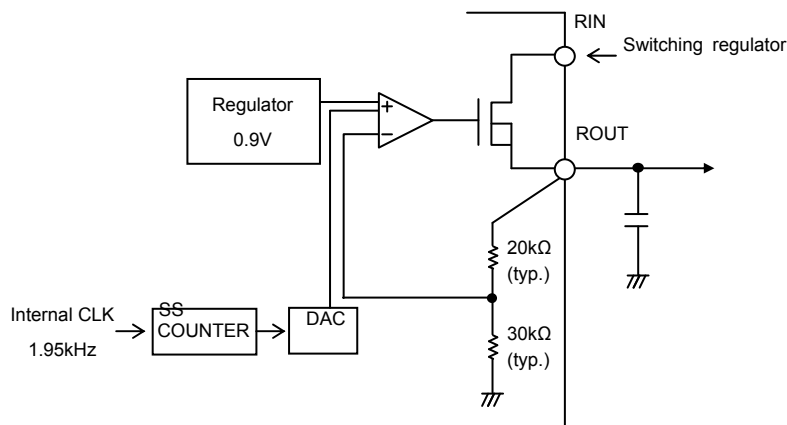 RIN
Switching regulator
Regulator
0.9V
+
−
ROUT
20kΩ
(typ.)
SS
COUNTER
DAC
Internal CLK
1.95kHz
30kΩ
(typ.)